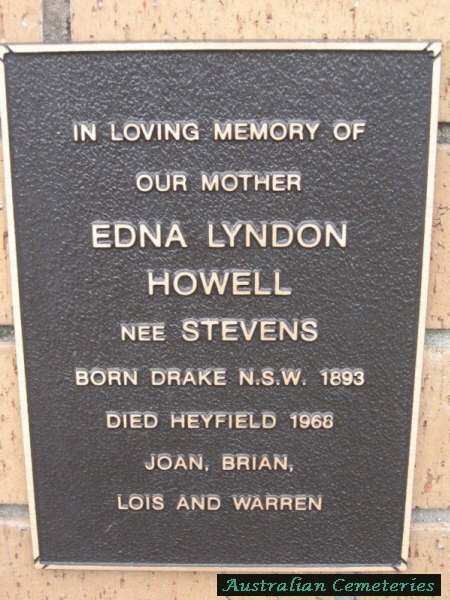 IN LOVING MEMORY OF
OUR MOTHER
EDNA LYNDON
HOWELL
NEE STEVENS
BORN DRAKE N.S.W. 1893
DIED HEYFIELD 1968
JOAN, BRIAN,
LOIS AND WARREN
Australian Cemeteries